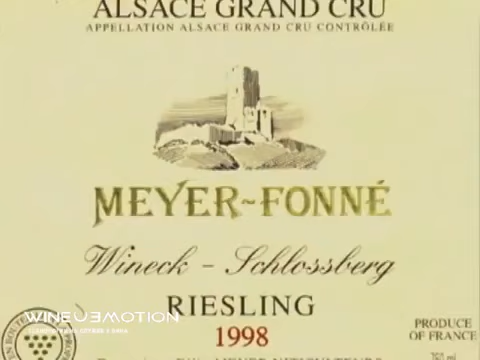 ALSACE GRAND CRU
APPELLATION ALSACE GRAND CRU CONTRÔLÉE
MEYER~FONNÉ
Wineck - Schlossberg
RIESLING
WINE EMOTION
1998
PRODUCE
OF FRANCE